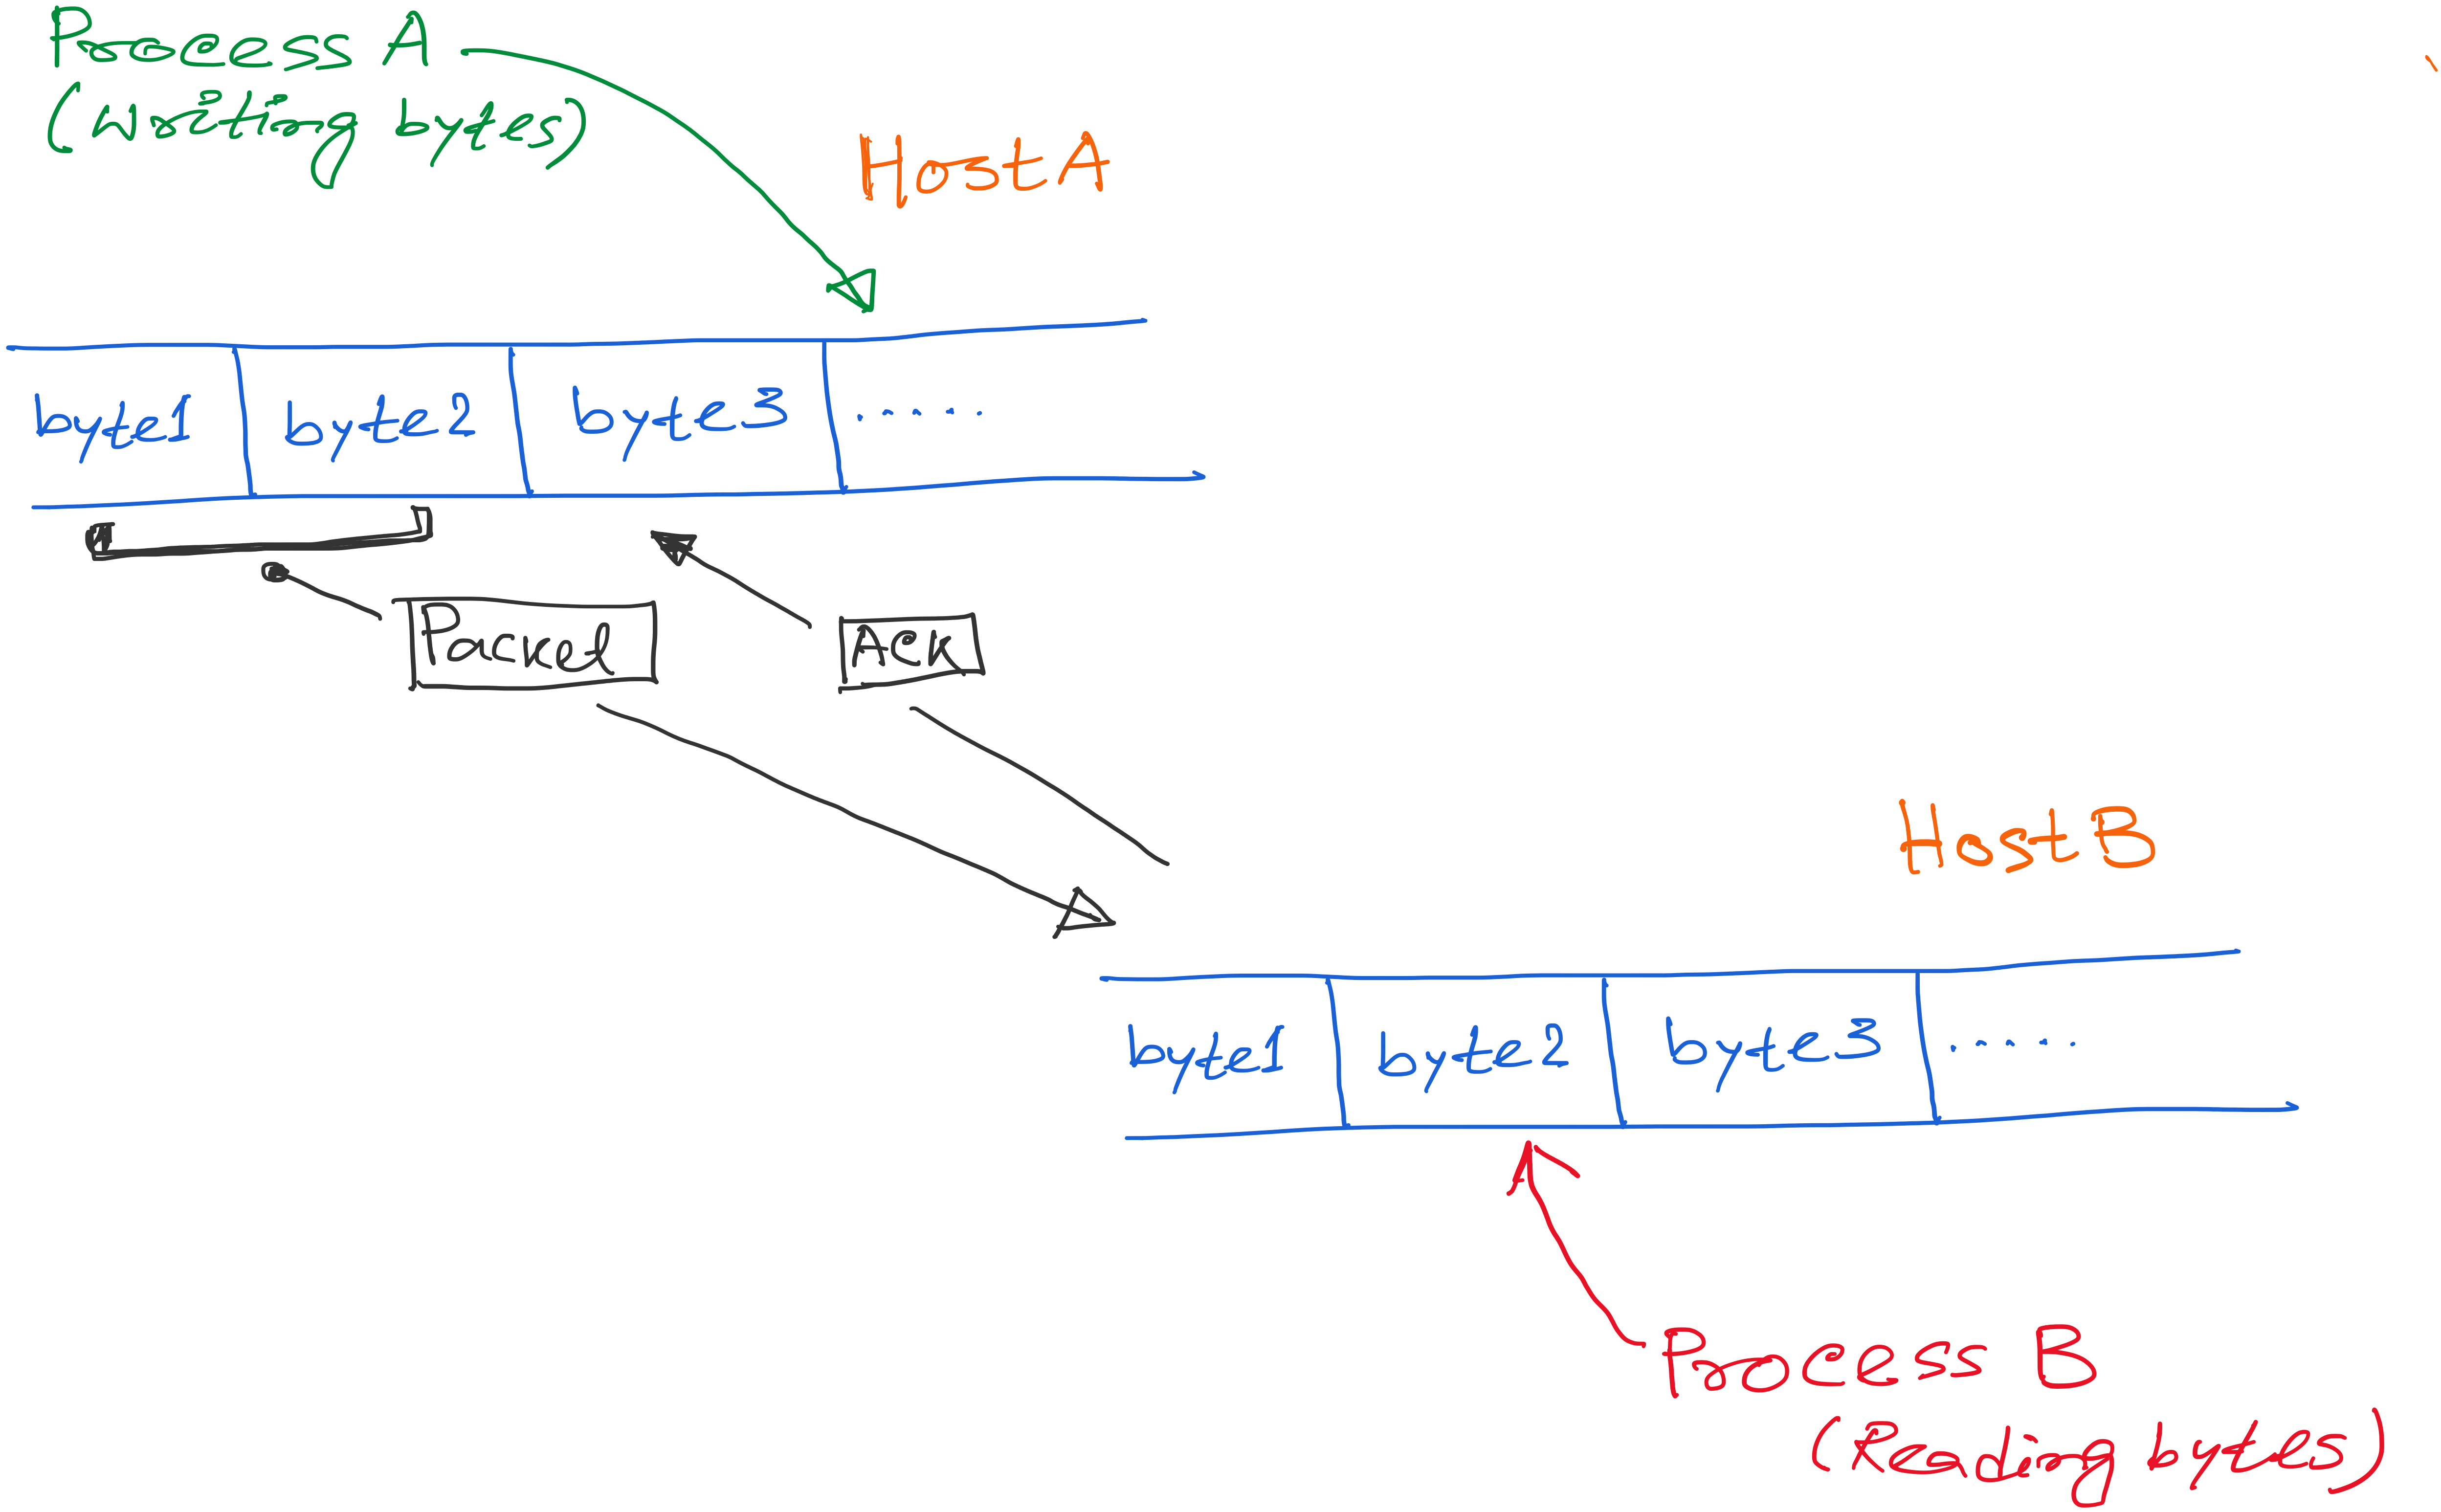 Process A
(writing bytes)
Host A
byte1 byte2 byte3 .....
Packet Ack
Host B
byte1 byte2 byte3 .....
Process B
(Reading bytes)